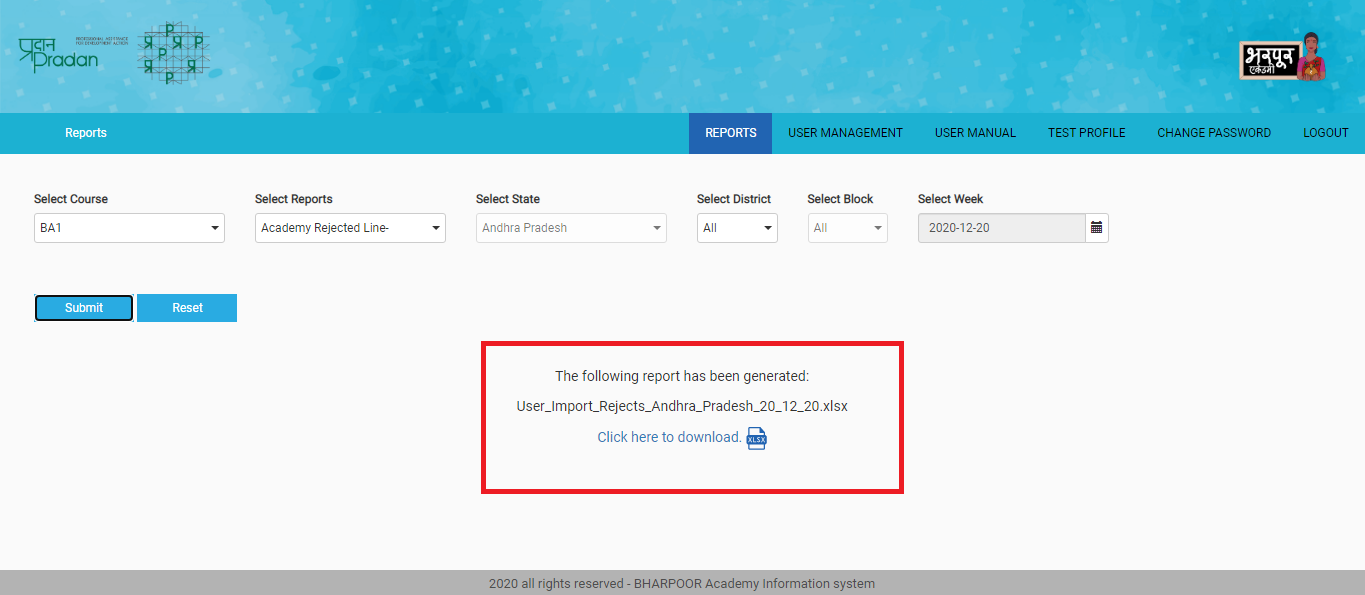 प्रदान
Pradan
PROFESSIONAL ASSISTANCE
FOR DEVELOPMENT ACTION
P
P P P
P P
P
भरपूर
एकेडमी
Reports
REPORTS
USER MANAGEMENT
USER MANUAL
TEST PROFILE
CHANGE PASSWORD
LOGOUT
Select Course
Select Reports
Select State
Select District
Select Block
Select Week
BA1
Academy Rejected Line-
Andhra Pradesh
All
All
2020-12-20
Submit
Reset
The following report has been generated:
User_Import_Rejects_Andhra_Pradesh_20_12_20.xlsx
Click here to download. XLSX
2020 all rights reserved - BHARPOOR Academy Information system